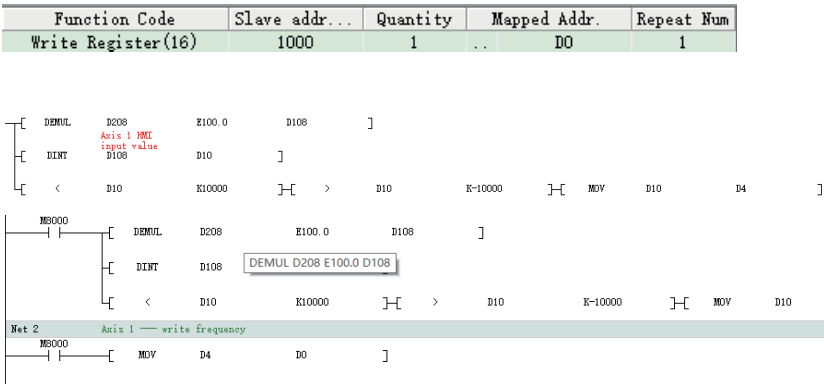 Function Code Slave addr... Quantity Mapped Addr. Repeat Num
Write Register(16) 1000 1 .. D0 1
DEMUL D208 E100.0 D108
Axis 1 HMI
input value
DINT D108 D10
< D10 K10000 > D10 K-10000 MOV D10 D4
M8000
DEMUL D208 E100.0 D108
DINT D108
DEMUL D208 E100.0 D108
< D10 K10000 > D10 K-10000 MOV D10
Net 2 Axis 1 —— write frequency
M8000
MOV D4 D0